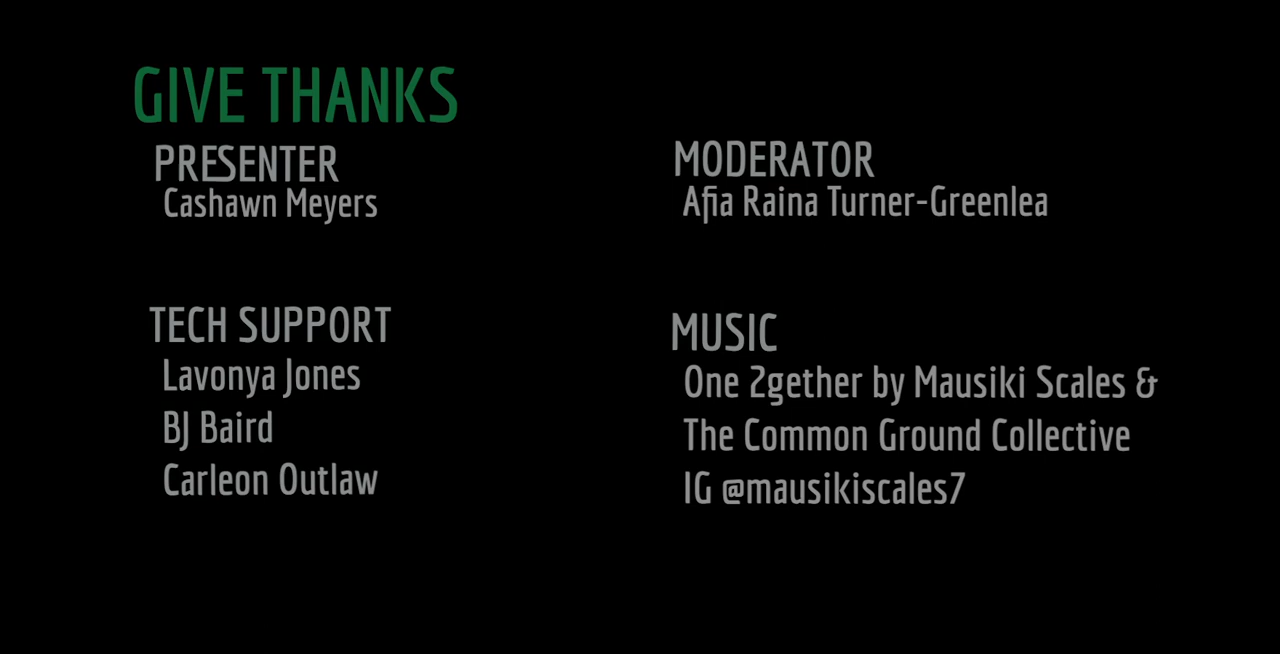 GIVE THANKS
PRESENTER
Cashawn Meyers
MODERATOR
Afia Raina Turner-Greenlea
TECH SUPPORT
Lavonya Jones
BJ Baird
Carleon Outlaw
MUSIC
One 2gether by Mausiki Scales &
The Common Ground Collective
IG @mausikiscales7